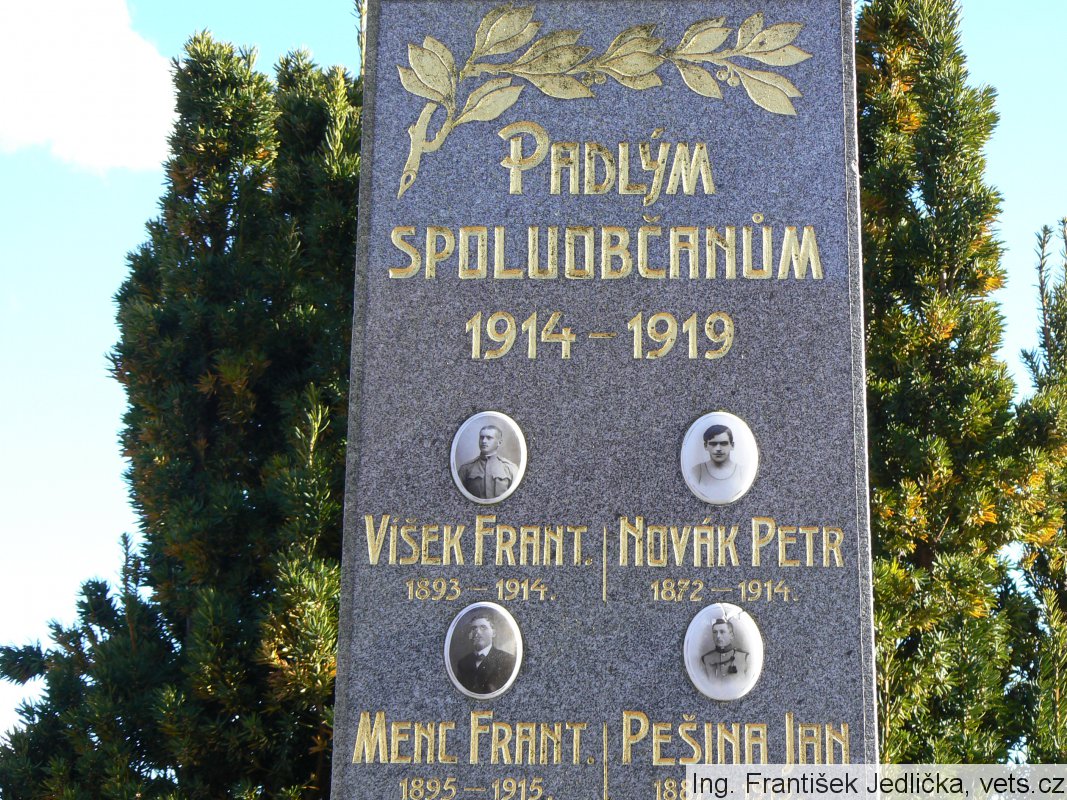 PADLÝM
SPOLUOBČANŮM
1914 – 1919
VÍŠEK FRANT. NOVÁK PETR
1893 – 1914. 1872 – 1914.
MENC FRANT. PEŠINA JAN
1895 – 1915.
Ing. František Jedlička, vets.cz